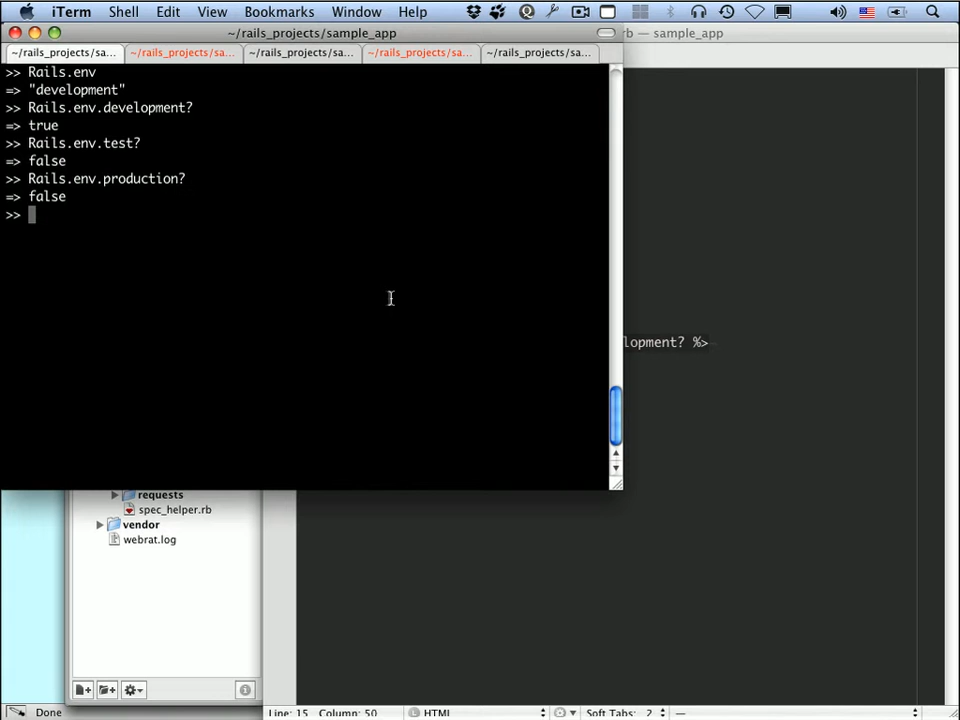 iTerm Shell Edit View Bookmarks Window Help
~/rails_projects/sample_app
rb — sample_app
~/rails_projects/sa... ~/rails_projects/sa... ~/rails_projects/sa... ~/rails_projects/sa... ~/rails_projects/sa...
>> Rails.env
=> "development"
>> Rails.env.development?
=> true
>> Rails.env.test?
=> false
>> Rails.env.production?
=> false
>>
lopment? %>
requests
spec_helper.rb
vendor
webrat.log
Done
Line: 15 Column: 50
HTML
Soft Tabs: 2
—